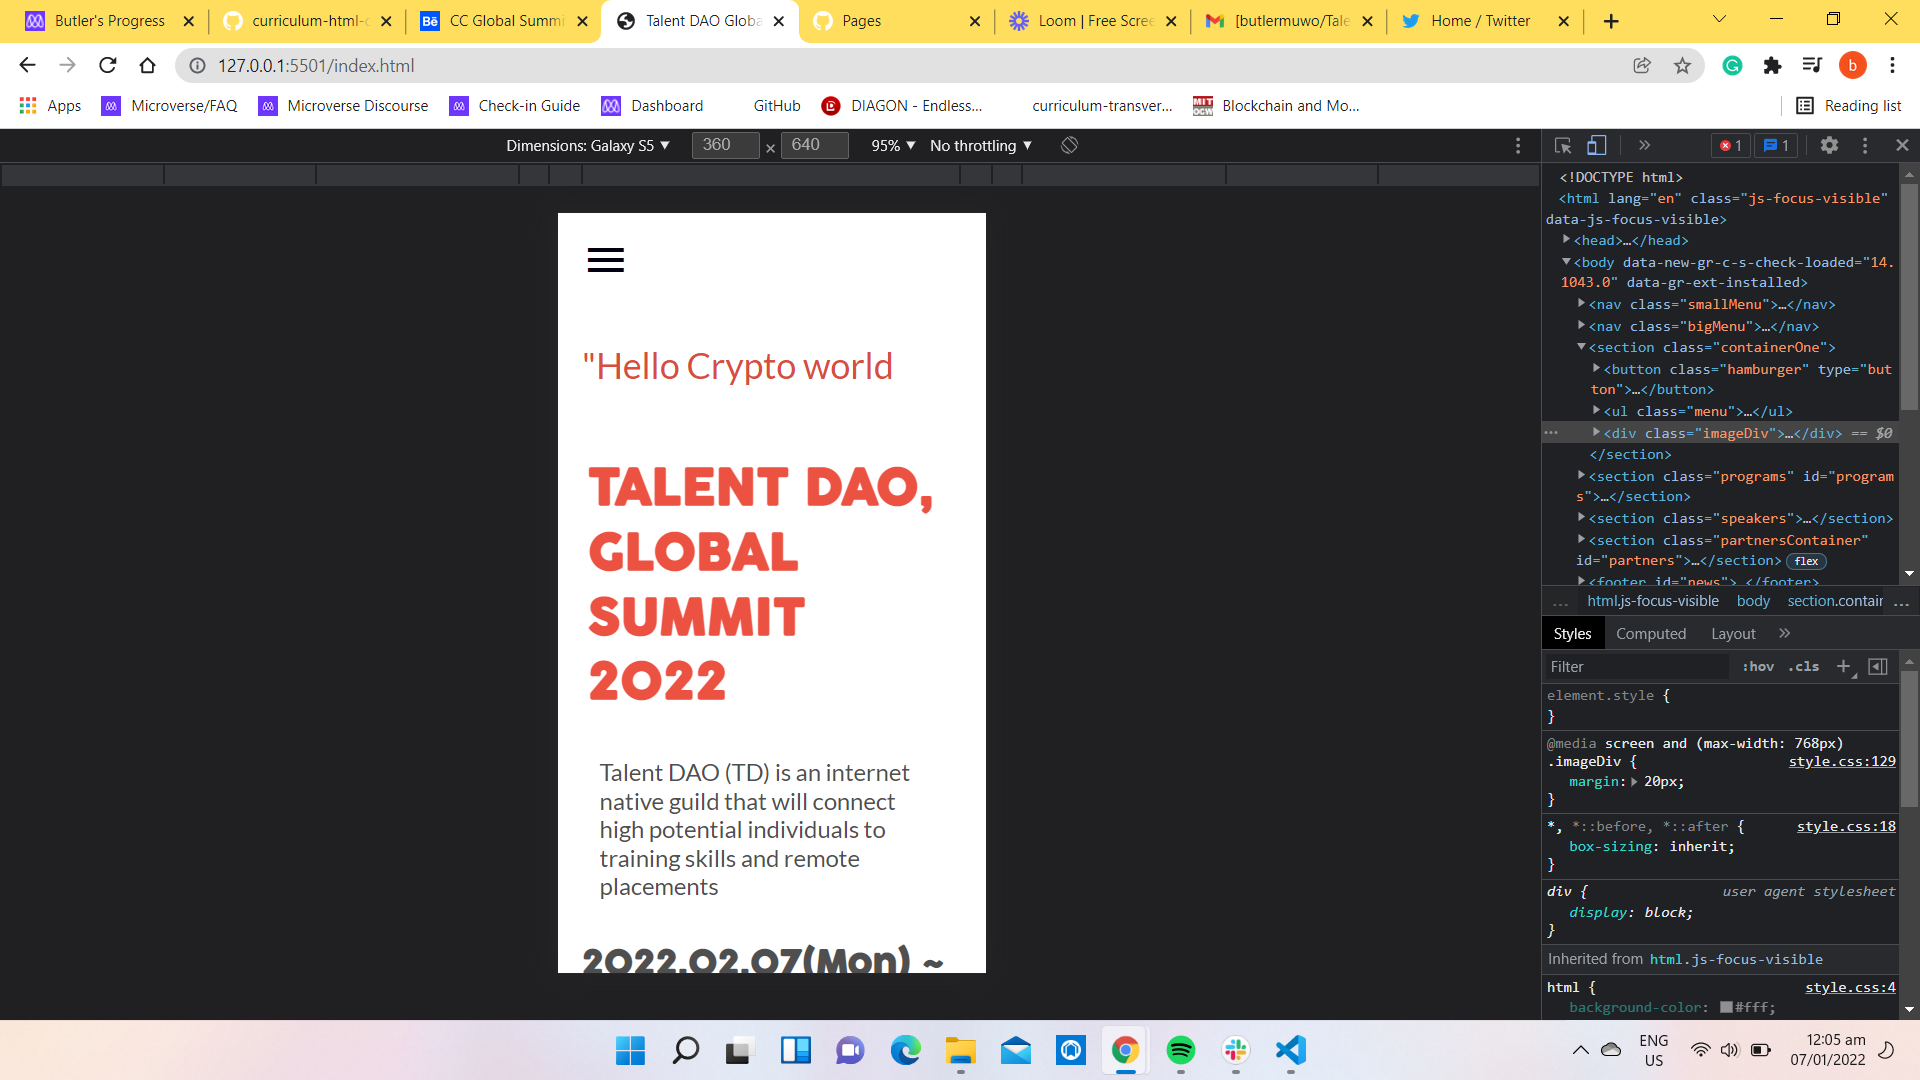 Butler's Progress
curriculum-html-c
CC Global Summi
Talent DAO Globa
Pages
Loom | Free Scree
[butlermuwo/Tale
Home / Twitter
127.0.0.1:5501/index.html
b
Apps
Microverse/FAQ
Microverse Discourse
Check-in Guide
Dashboard
GitHub
DIAGON - Endless...
curriculum-transver...
Blockchain and Mo...
Reading list
Dimensions: Galaxy S5
360
×
640
95%
No throttling
1
1
"Hello Crypto world
TALENT DAO,
GLOBAL
SUMMIT
2022
Talent DAO (TD) is an internet
native guild that will connect
high potential individuals to
training skills and remote
placements
2022.02.07(Mon) ~
<!DOCTYPE html>
<html lang="en" class="js-focus-visible"
data-js-focus-visible>
<head>…</head>
<body data-new-gr-c-s-check-loaded="14.
1043.0" data-gr-ext-installed>
<nav class="smallMenu">…</nav>
<nav class="bigMenu">…</nav>
<section class="containerOne">
<button class="hamburger" type="but
ton">…</button>
<ul class="menu">…</ul>
<div class="imageDiv">…</div> == $0
</section>
<section class="programs" id="program
s">…</section>
<section class="speakers">…</section>
<section class="partnersContainer"
id="partners">…</section> flex
<footer id="news"> </footer>
... html.js-focus-visible body section.contair ...
Styles Computed Layout
Filter :hov .cls +
element.style {
}
@media screen and (max-width: 768px)
.imageDiv { style.css:129
margin: 20px;
}
*, *::before, *::after { style.css:18
box-sizing: inherit;
}
div { user agent stylesheet
display: block;
}
Inherited from html.js-focus-visible
html { style.css:4
background-color: #fff;
ENG
US
12:05 am
07/01/2022